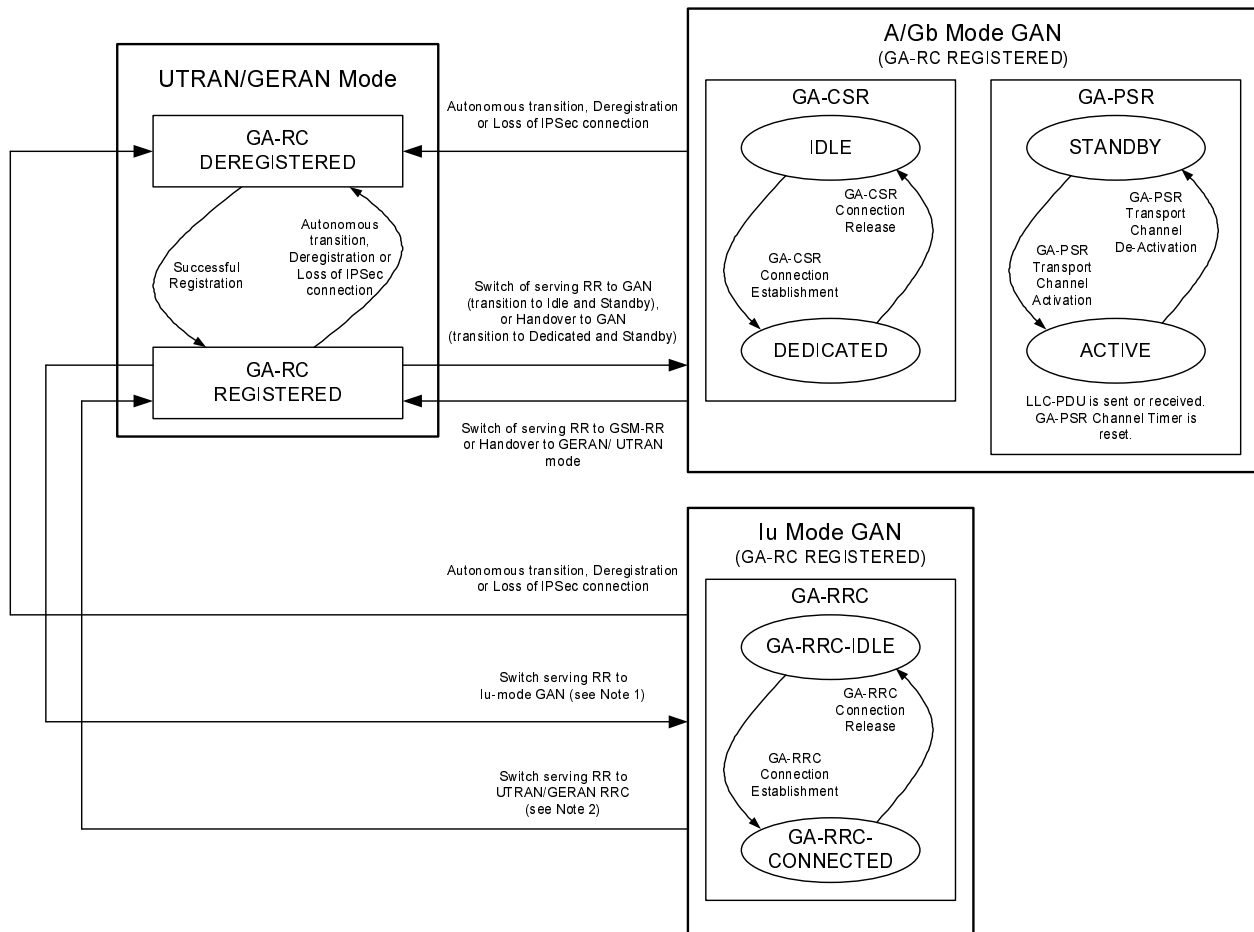 UTRAN/GERAN Mode
GA-RC
DEREGISTERED
Successful
Registration
Autonomous
transition,
Deregistration or
Loss of IPSec
connection
GA-RC
REGISTERED
Autonomous transition, Deregistration
or Loss of IPSec connection
Switch of serving RR to GAN
(transition to Idle and Standby),
or Handover to GAN
(transition to Dedicated and Standby)
Switch of serving RR to GSM-RR
or Handover to GERAN/ UTRAN
mode
A/Gb Mode GAN
(GA-RC REGISTERED)
GA-CSR
IDLE
GA-CSR
Connection
Release
GA-CSR
Connection
Establishment
DEDICATED
GA-PSR
STANDBY
GA-PSR
Transport
Channel
De-Activation
GA-PSR
Transport
Channel
Activation
ACTIVE
LLC-PDU is sent or received.
GA-PSR Channel Timer is
reset.
Autonomous transition, Deregistration
or Loss of IPSec connection
Switch serving RR to
Iu-mode GAN (see Note 1)
Switch serving RR to
UTRAN/GERAN RRC
(see Note 2)
Iu Mode GAN
(GA-RC REGISTERED)
GA-RRC
GA-RRC-IDLE
GA-RRC
Connection
Release
GA-RRC
Connection
Establishment
GA-RRC-
CONNECTED